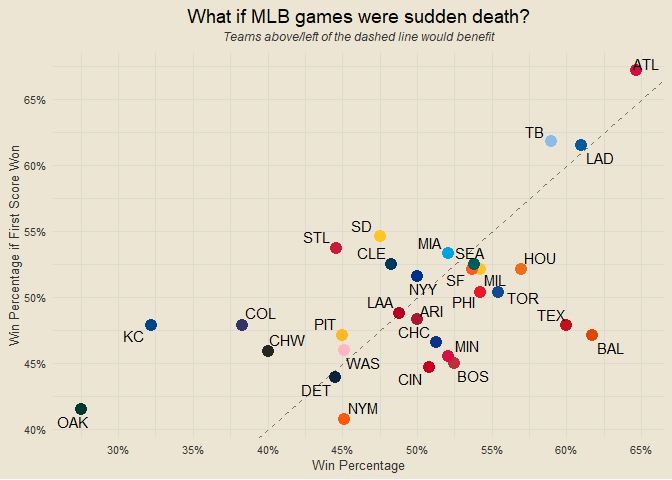 What if MLB games were sudden death?
Teams above/left of the dashed line would benefit
Win Percentage if First Score Won
65%
60%
55%
50%
45%
40%
ATL
TB
LAD
SD
STL
MIA
CLE
SEA
HOU
SF
MIL
NYY
PHI
TOR
LAA
ARI
TEX
COL
KC
PIT
CHC
BAL
CHW
WAS
MIN
CIN
BOS
DET
NYM
OAK
30%
35%
40%
45%
50%
55%
60%
65%
Win Percentage